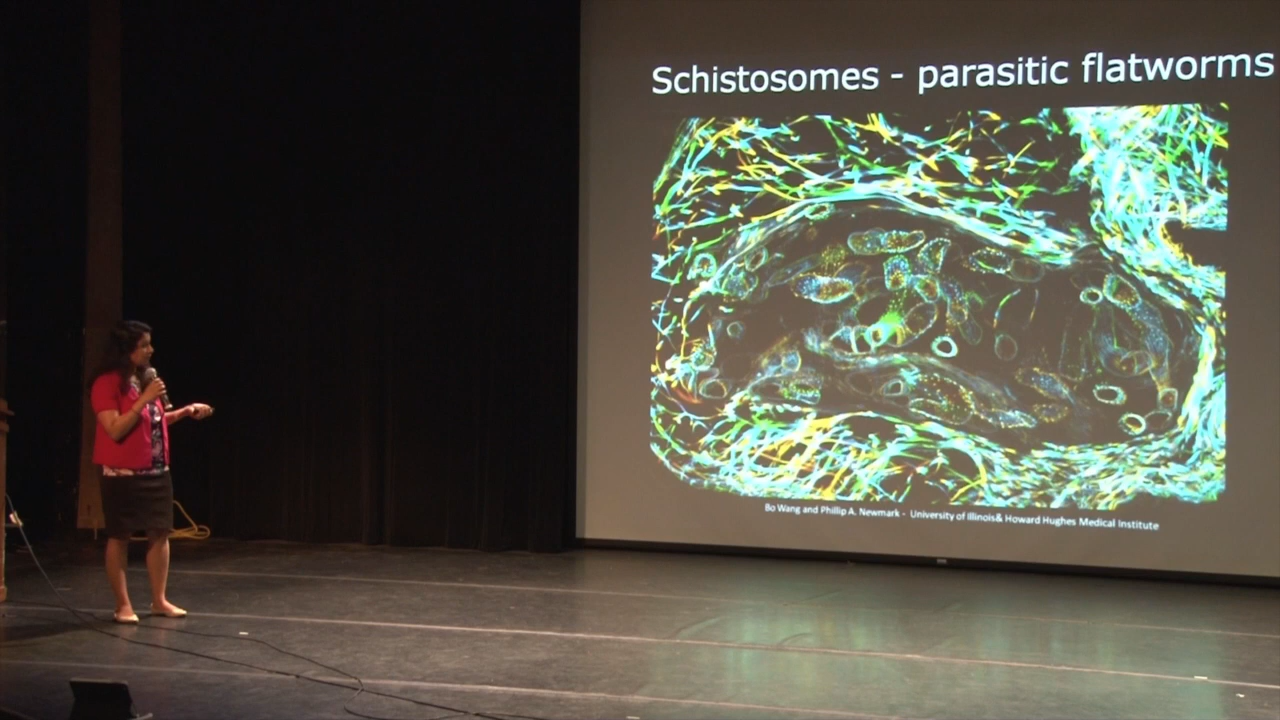 Schistosomes - parasitic flatworms
Bo Wang and Phillip A. Newmark - University of Illinois& Howard Hughes Medical Institute